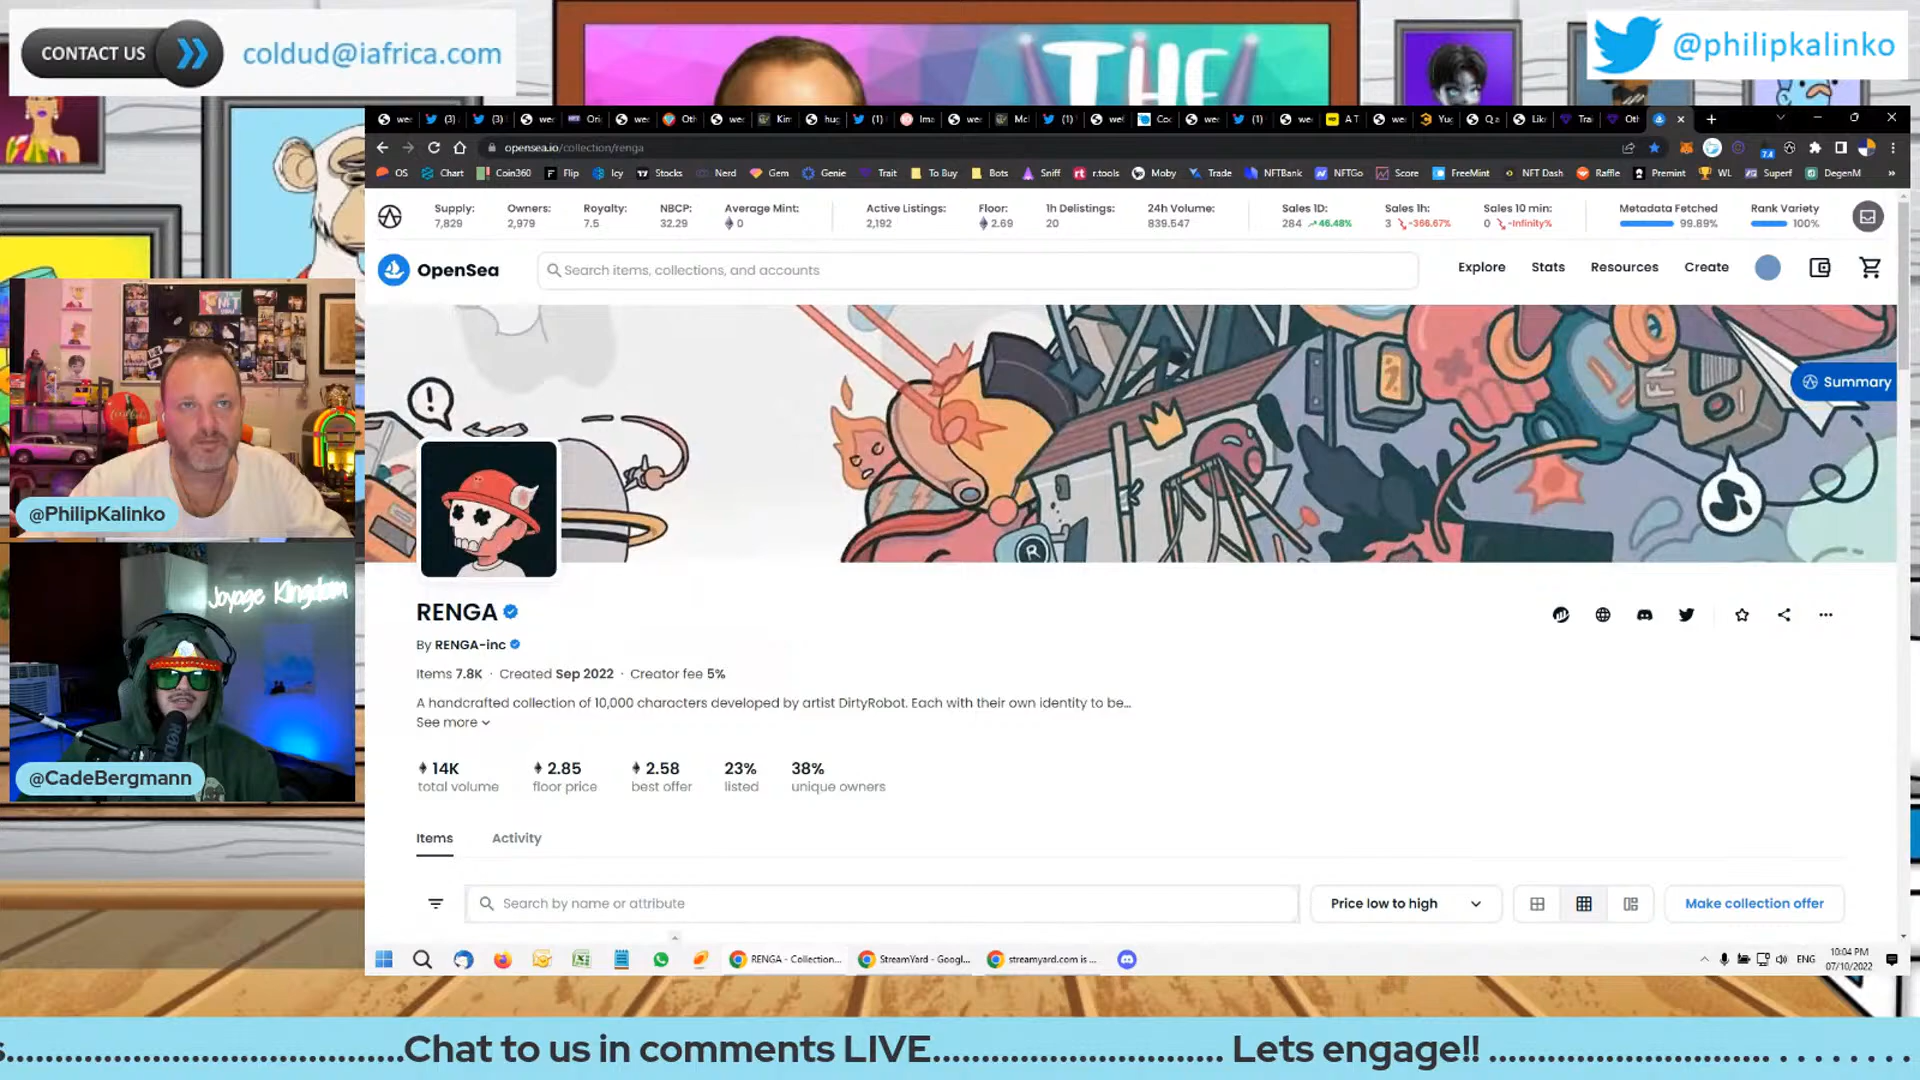 CONTACT US
coldud@iafrica.com
THE
@philipkalinko
opensea.io/collection/renga
OS Chart Coin360 Flip Icy Stocks Nerd Gem Genie Trait To Buy Bots Sniff r.tools Moby Trade NFTBank NFTGo Score FreeMint NFT Dash Raffle Premint WL Superf DegenM
Supply: Owners: Royalty: NBCP: Average Mint: Active Listings: Floor: 1h Delistings: 24h Volume: Sales 1D: Sales 1h: Sales 10 min: Metadata Fetched Rank Variety
7,829 2,979 7.5 32.29 0 2,192 2.69 20 839.547 284 46.48% 3 -366.67% 0 -Infinity% 99.89% 100%
OpenSea
Search items, collections, and accounts
Explore Stats Resources Create
Summary
@PhilipKalinko
Joyage Kingdom
@CadeBergmann
RENGA
By RENGA-inc
Items 7.8K · Created Sep 2022 · Creator fee 5%
A handcrafted collection of 10,000 characters developed by artist DirtyRobot. Each with their own identity to be...
See more
14K 2.85 2.58 23% 38%
total volume floor price best offer listed unique owners
Items Activity
Search by name or attribute
Price low to high
Make collection offer
RENGA - Collection... StreamYard - Googl... streamyard.com is ...
ENG
10:04 PM
07/10/2022
s...........................................Chat to us in comments LIVE................................ Lets engage!! ..............................